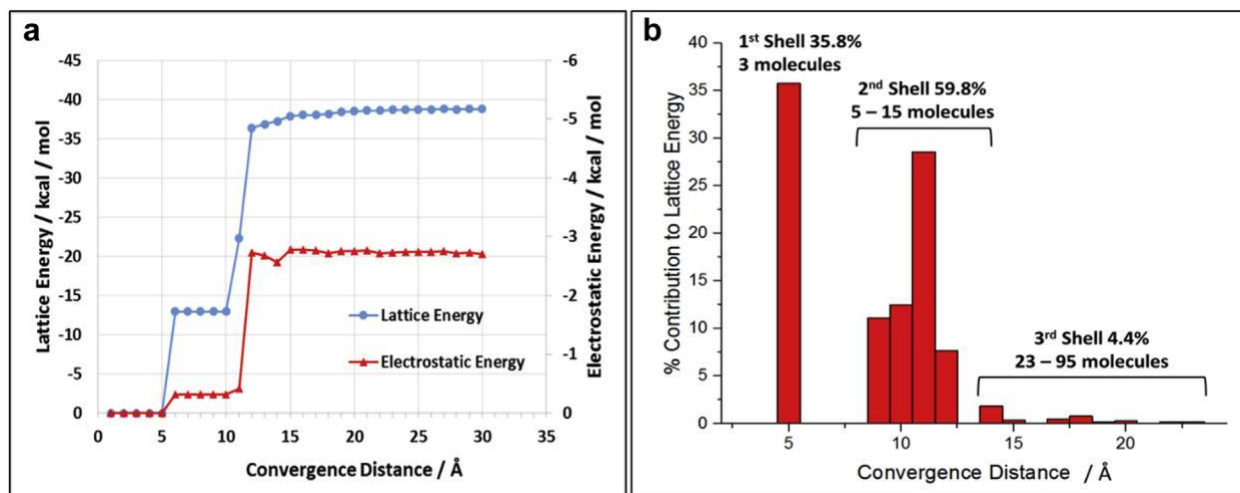 a
-45
-40
-35
-30
-25
-20
-15
-10
-5
0
Lattice Energy / kcal / mol
-6
-5
-4
-3
-2
-1
0
Electrostatic Energy / kcal / mol
Lattice Energy
Electrostatic Energy
0 5 10 15 20 25 30 35
Convergence Distance / Å
b
40
35
30
25
20
15
10
5
0
% Contribution to Lattice Energy
1st Shell 35.8%
3 molecules
2nd Shell 59.8%
5 – 15 molecules
3rd Shell 4.4%
23 – 95 molecules
5 10 15 20
Convergence Distance / Å